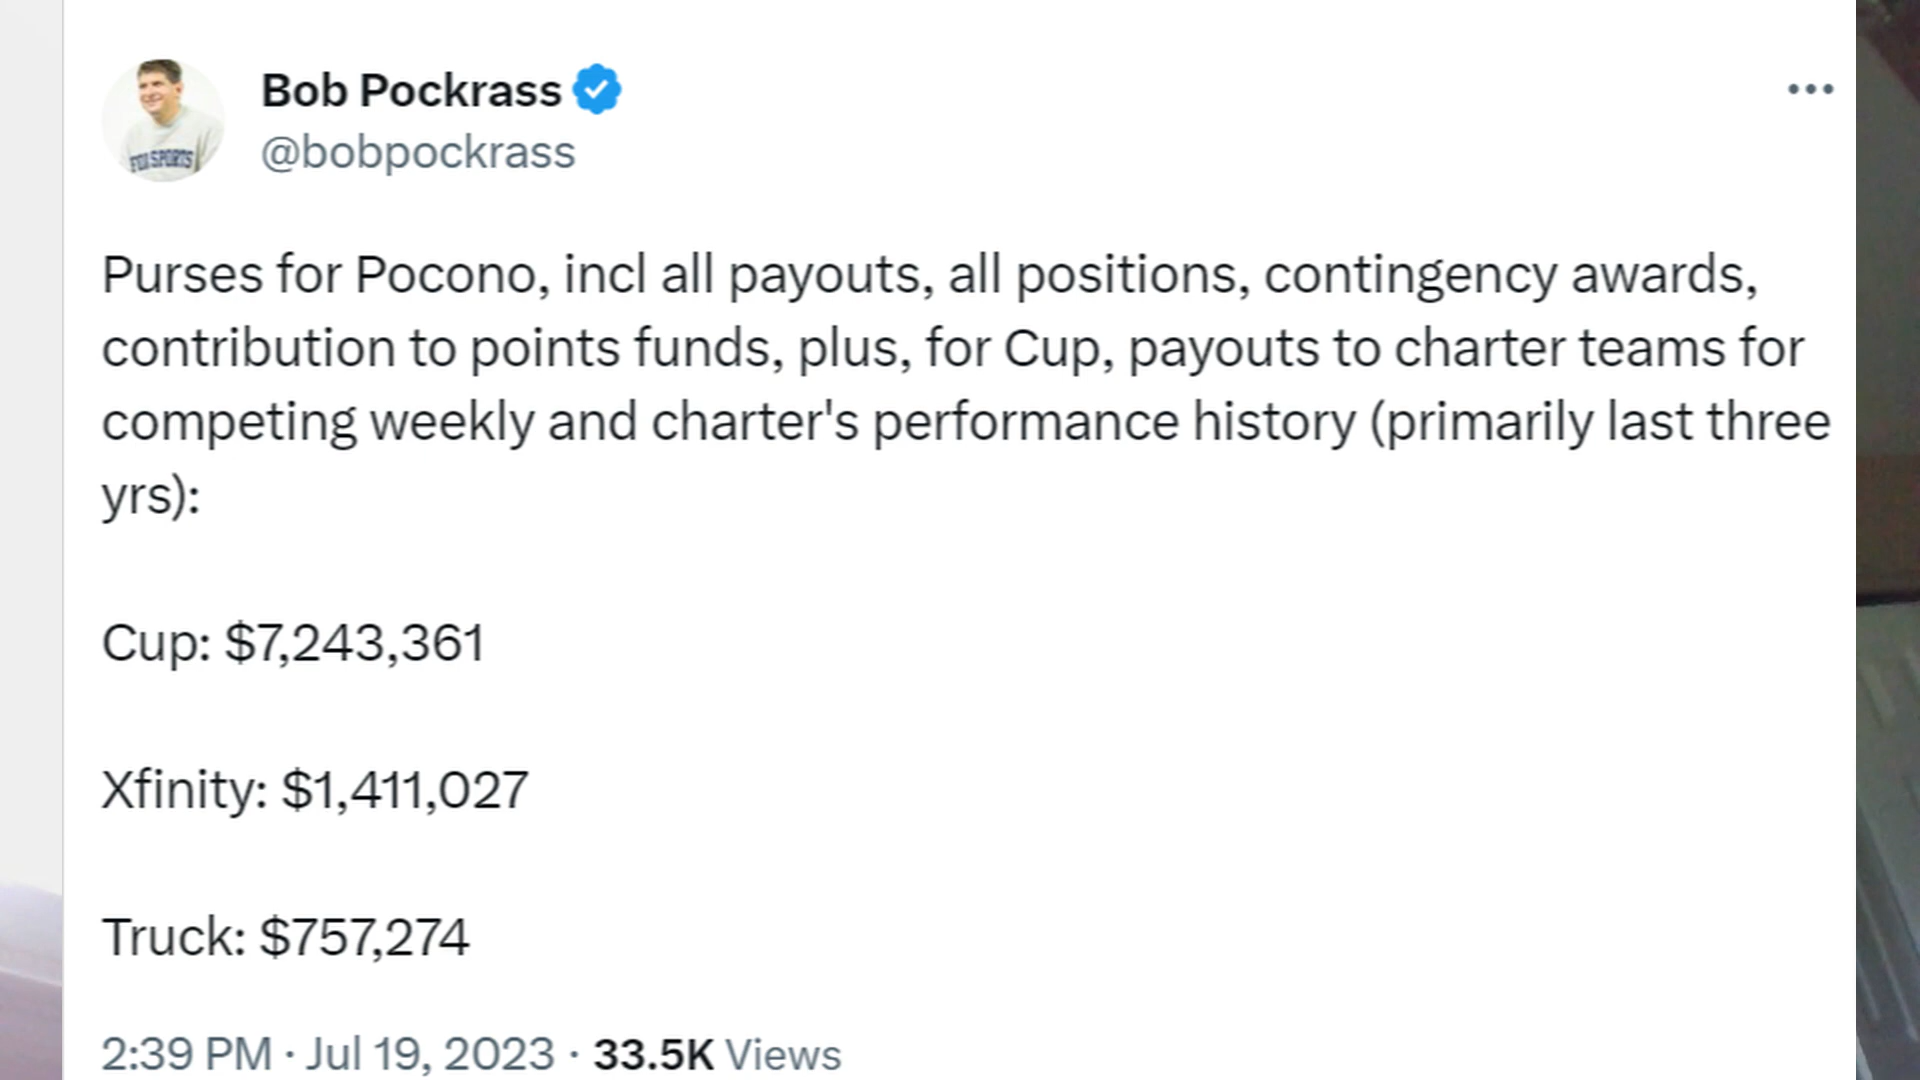 Bob Pockrass
@bobpockrass
FOX SPORTS
Purses for Pocono, incl all payouts, all positions, contingency awards,
contribution to points funds, plus, for Cup, payouts to charter teams for
competing weekly and charter's performance history (primarily last three
yrs):
Cup: $7,243,361
Xfinity: $1,411,027
Truck: $757,274
2:39 PM · Jul 19, 2023 · 33.5K Views